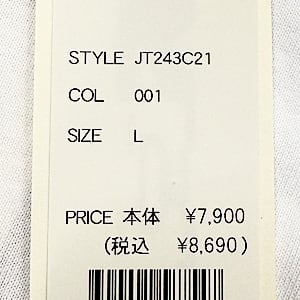 STYLE JT243C21
COL 001
SIZE L
PRICE 本体 ¥7,900
(税込 ¥8,690)